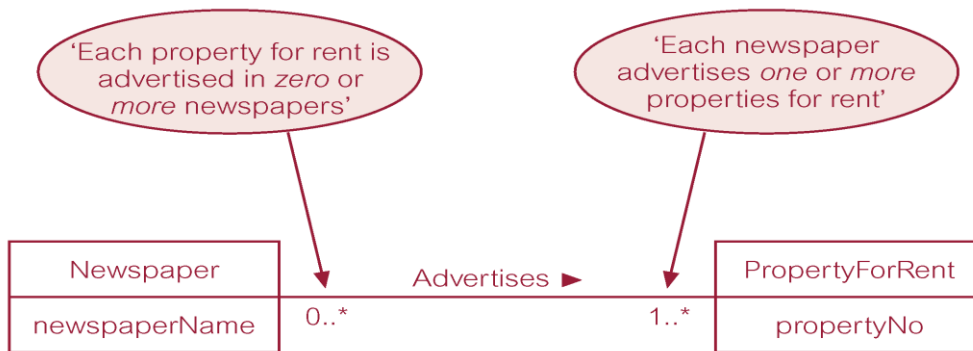 ‘Each property for rent is
advertised in zero or
more newspapers’
‘Each newspaper
advertises one or more
properties for rent’
Newspaper
Advertises ►
PropertyForRent
newspaperName
0..*
1..*
propertyNo